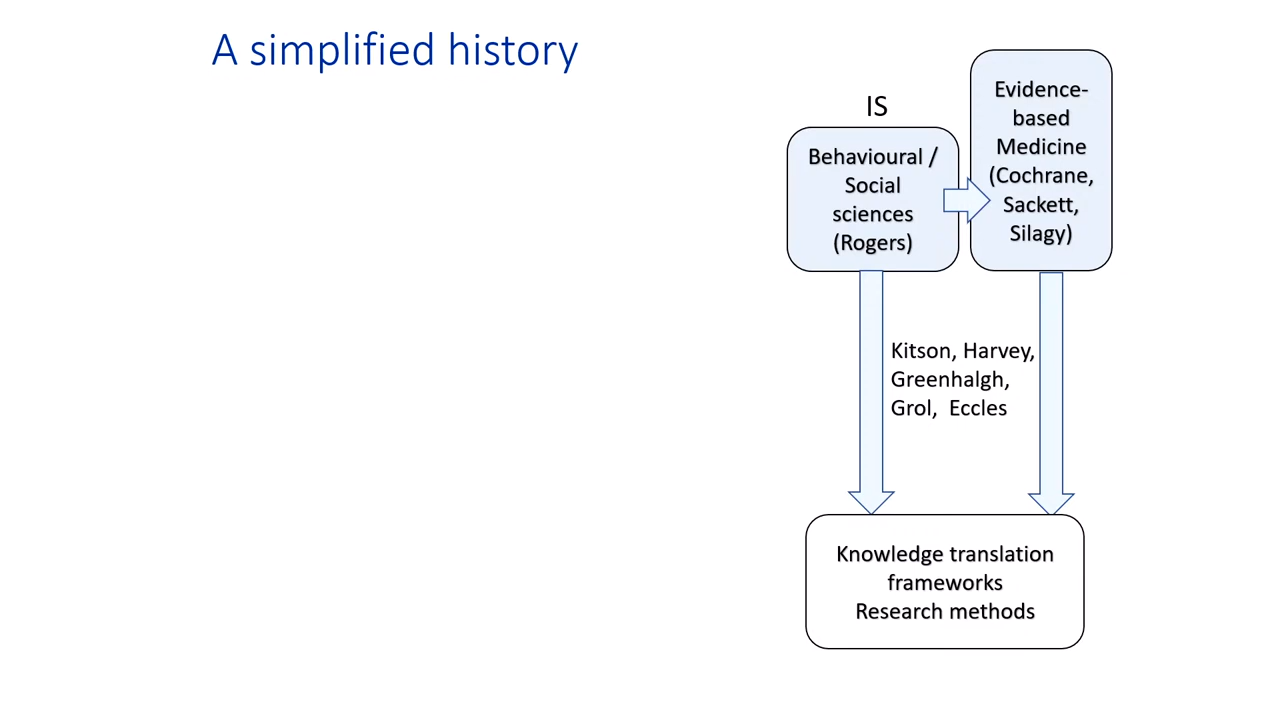 A simplified history
IS
Behavioural /
Social
sciences
(Rogers)
Evidence-
based
Medicine
(Cochrane,
Sackett,
Silagy)
Kitson, Harvey,
Greenhalgh,
Grol,  Eccles
Knowledge translation
frameworks
Research methods